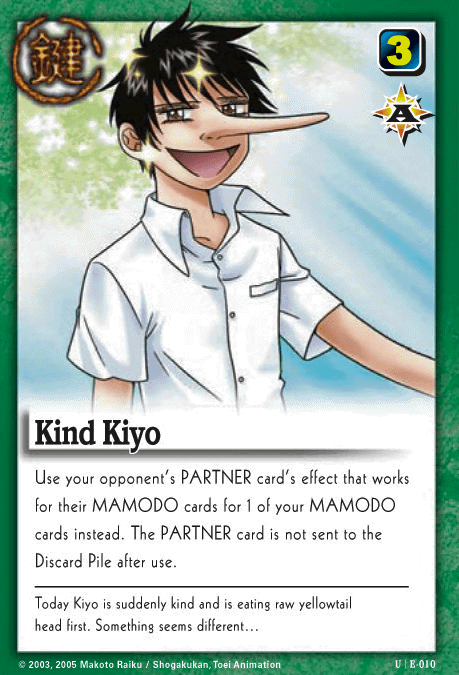 鍵
3
A
Kind Kiyo
Use your opponent's PARTNER card's effect that works
for their MAMODO cards for 1 of your MAMODO
cards instead. The PARTNER card is not sent to the
Discard Pile after use.
Today Kiyo is suddenly kind and is eating raw yellowtail
head first. Something seems different...
© 2003, 2005 Makoto Raiku / Shogakukan, Toei Animation
U | E-010